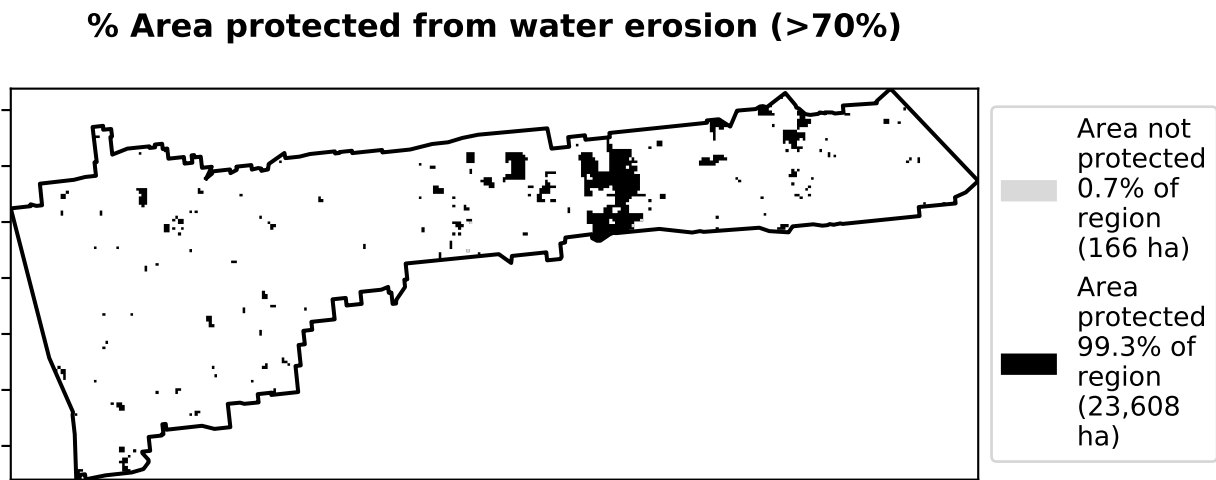 % Area protected from water erosion (>70%)
Area not
protected
0.7% of
region
(166 ha)
Area
protected
99.3% of
region
(23,608
ha)